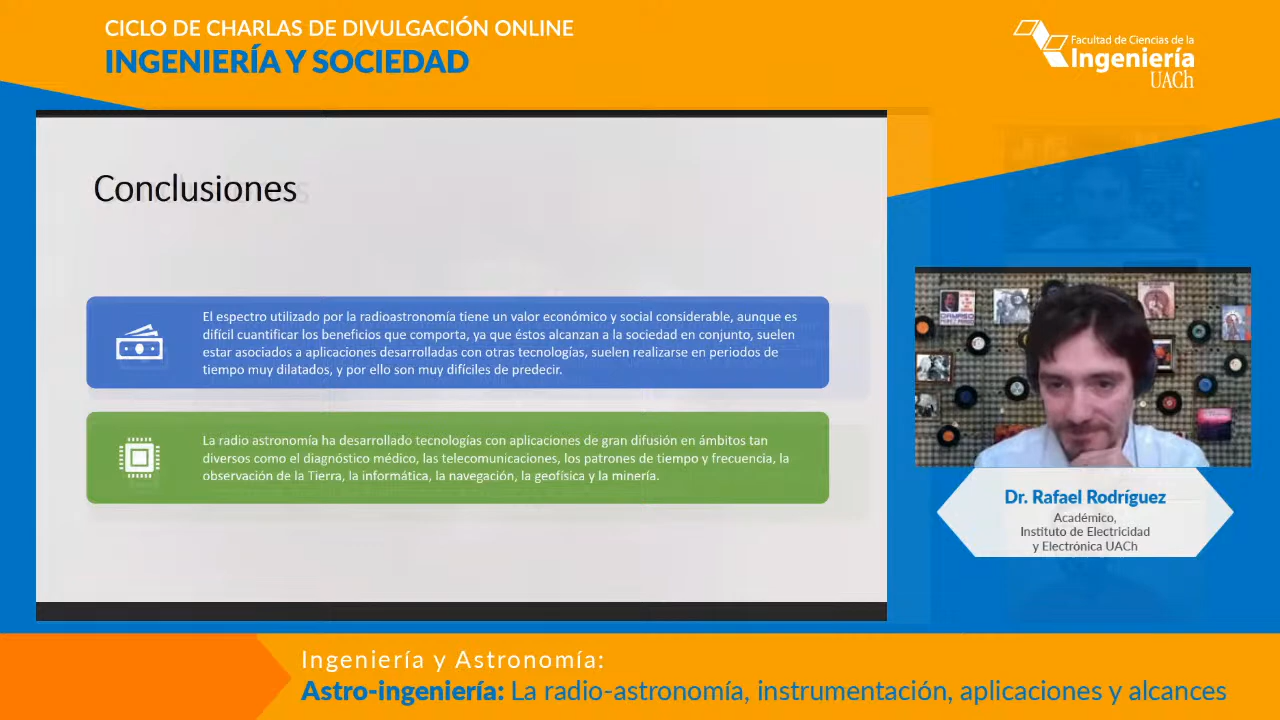 CICLO DE CHARLAS DE DIVULGACIÓN ONLINE
INGENIERÍA Y SOCIEDAD
Facultad de Ciencias de la
Ingeniería
UACh
Conclusiones
El espectro utilizado por la radioastronomía tiene un valor económico y social considerable, aunque es
difícil cuantificar los beneficios que comporta, ya que éstos alcanzan a la sociedad en conjunto, suelen
estar asociados a aplicaciones desarrolladas con otras tecnologías, suelen realizarse en periodos de
tiempo muy dilatados, y por ello son muy difíciles de predecir.
La radio astronomía ha desarrollado tecnologías con aplicaciones de gran difusión en ámbitos tan
diversos como el diagnóstico médico, las telecomunicaciones, los patrones de tiempo y frecuencia, la
observación de la Tierra, la informática, la navegación, la geofísica y la minería.
Dr. Rafael Rodríguez
Académico,
Instituto de Electricidad
y Electrónica UACh
Ingeniería y Astronomía:
Astro-ingeniería: La radio-astronomía, instrumentación, aplicaciones y alcances